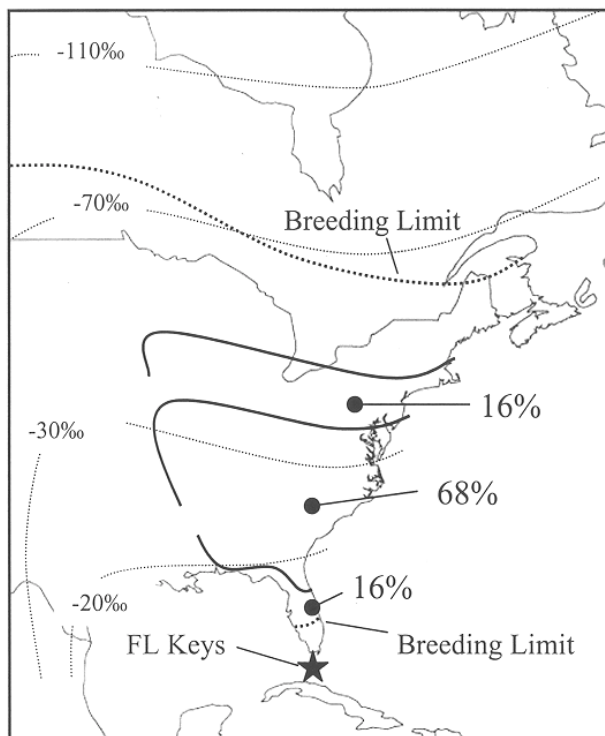 -110‰
-70‰
Breeding Limit
16%
-30‰
68%
16%
-20‰
FL Keys
Breeding Limit